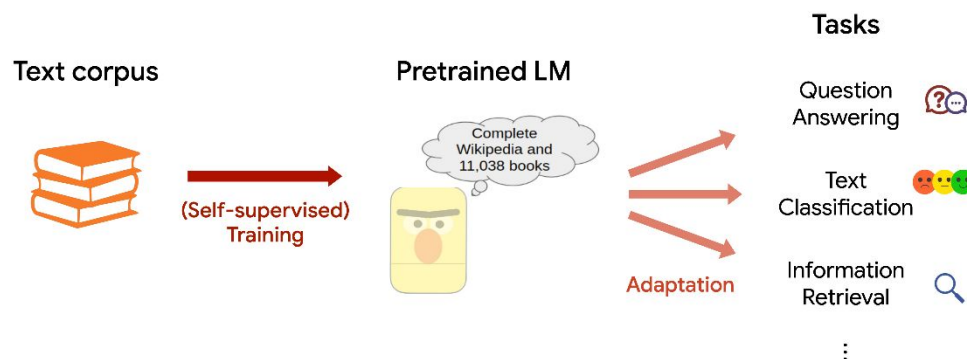 Text corpus
(Self-supervised)
Training
Pretrained LM
Complete
Wikipedia and
11,038 books
Adaptation
Tasks
Question
Answering
?
Text
Classification
Information
Retrieval
⋮